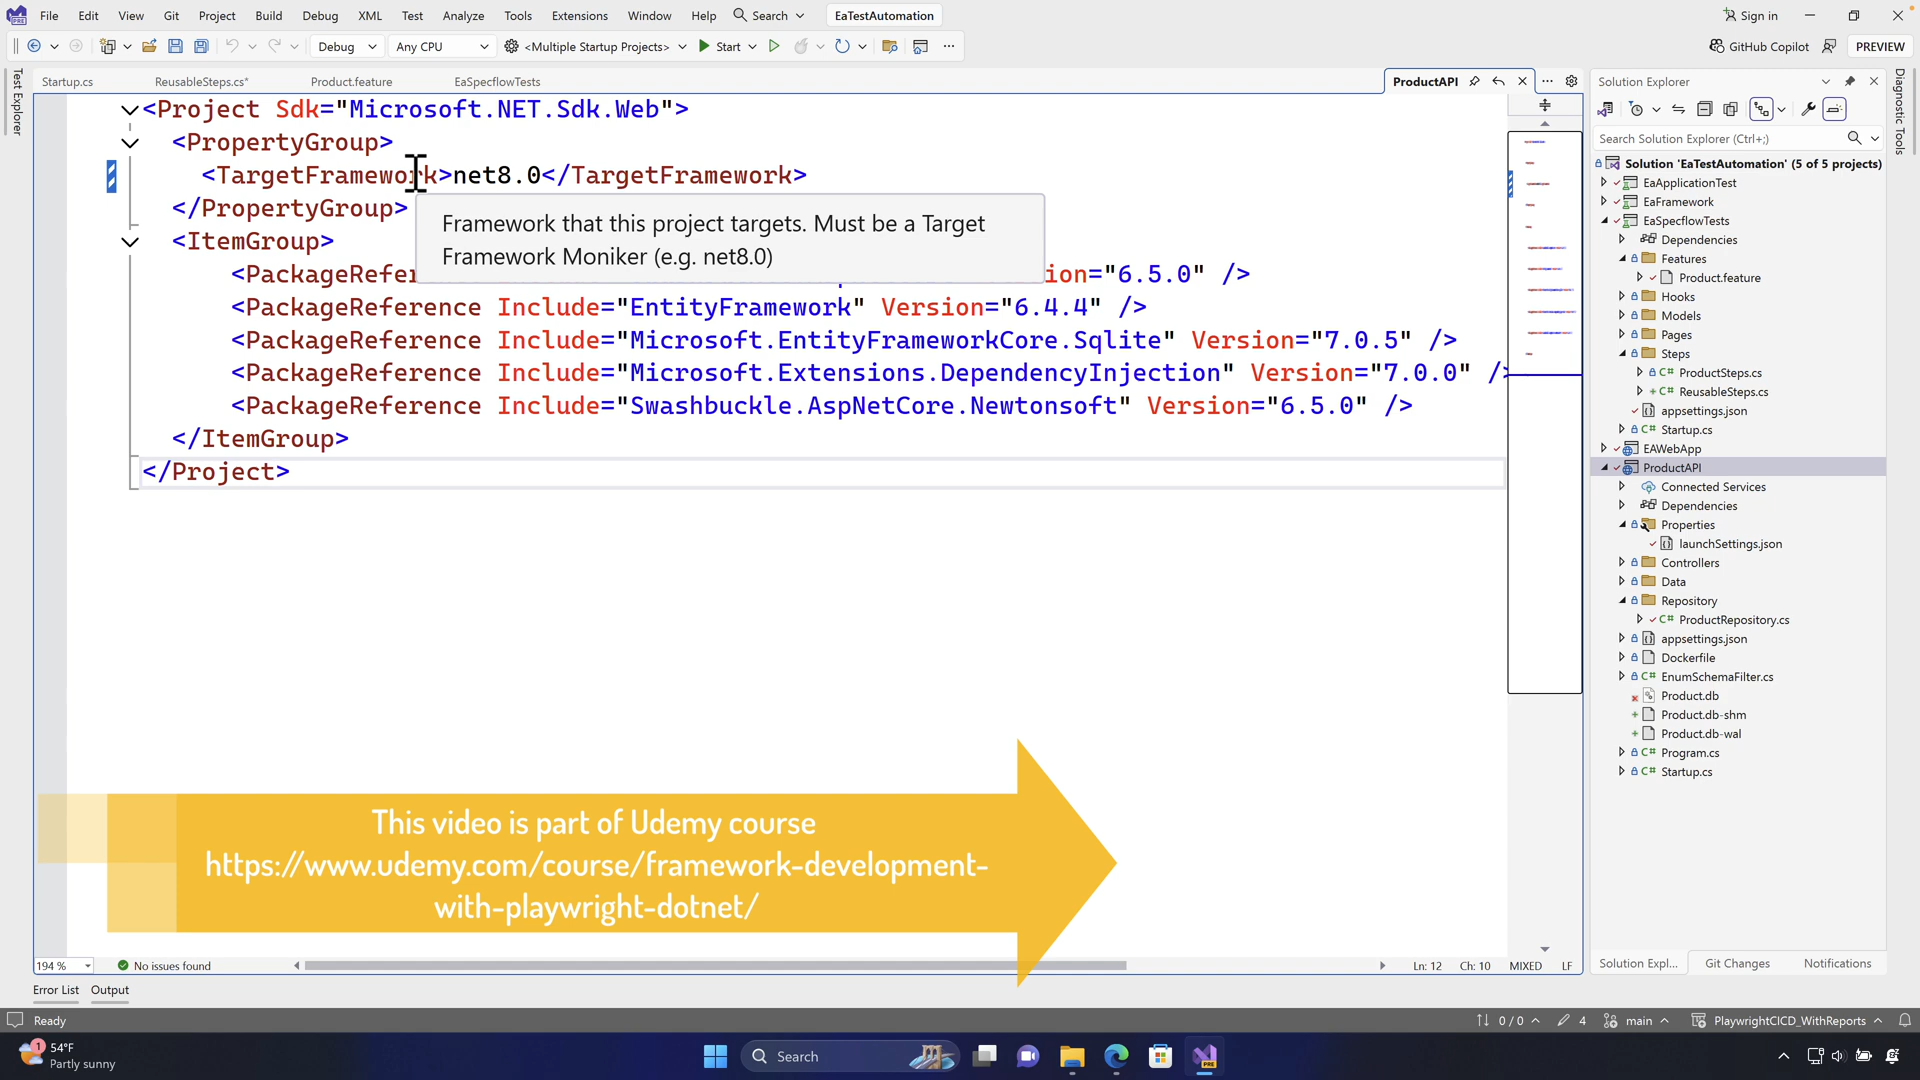 File Edit View Git Project Build Debug XML Test Analyze Tools Extensions Window Help Search EaTestAutomation Sign in
Debug Any CPU <Multiple Startup Projects> Start GitHub Copilot PREVIEW
Test Explorer
Startup.cs ReusableSteps.cs* Product.feature EaSpecflowTests ProductAPI
<Project Sdk="Microsoft.NET.Sdk.Web">
<PropertyGroup>
<TargetFramework>net8.0</TargetFramework>
</PropertyGroup>
Framework that this project targets. Must be a Target
Framework Moniker (e.g. net8.0)
<ItemGroup>
<PackageRefer ion="6.5.0" />
<PackageReference Include="EntityFramework" Version="6.4.4" />
<PackageReference Include="Microsoft.EntityFrameworkCore.Sqlite" Version="7.0.5" />
<PackageReference Include="Microsoft.Extensions.DependencyInjection" Version="7.0.0" />
<PackageReference Include="Swashbuckle.AspNetCore.Newtonsoft" Version="6.5.0" />
</ItemGroup>
</Project>
This video is part of Udemy course
https://www.udemy.com/course/framework-development-
with-playwright-dotnet/
194 % No issues found Ln: 12 Ch: 10 MIXED LF
Solution Explorer
Search Solution Explorer (Ctrl+;)
Solution 'EaTestAutomation' (5 of 5 projects)
EaApplicationTest
EaFramework
EaSpecflowTests
Dependencies
Features
Product.feature
Hooks
Models
Pages
Steps
ProductSteps.cs
ReusableSteps.cs
appsettings.json
Startup.cs
EAWebApp
ProductAPI
Connected Services
Dependencies
Properties
launchSettings.json
Controllers
Data
Repository
ProductRepository.cs
appsettings.json
Dockerfile
EnumSchemaFilter.cs
Product.db
Product.db-shm
Product.db-wal
Program.cs
Startup.cs
Solution Expl... Git Changes Notifications
Diagnostic Tools
Error List Output
Ready 0 / 0 4 main PlaywrightCICD_WithReports
1 54°F
Partly sunny
Search
PRE